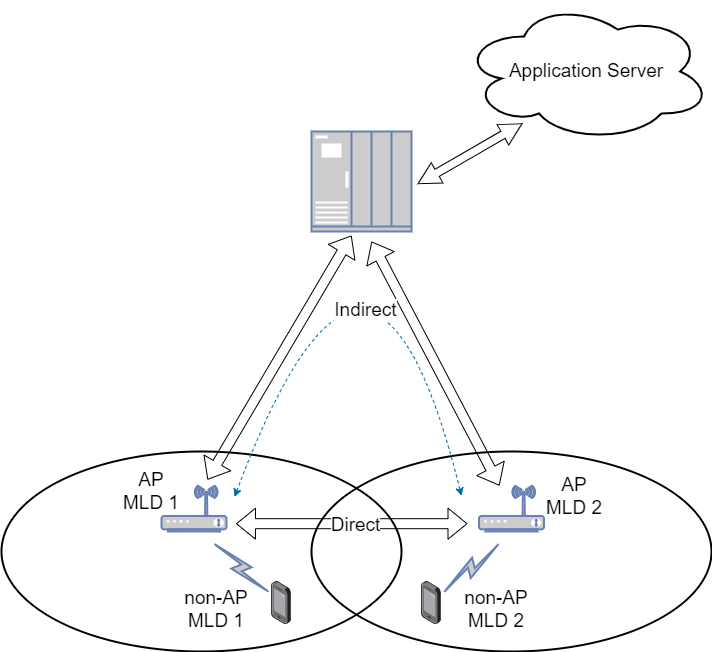 Application Server
Indirect
AP
MLD 1
AP
MLD 2
Direct
non-AP
MLD 1
non-AP
MLD 2